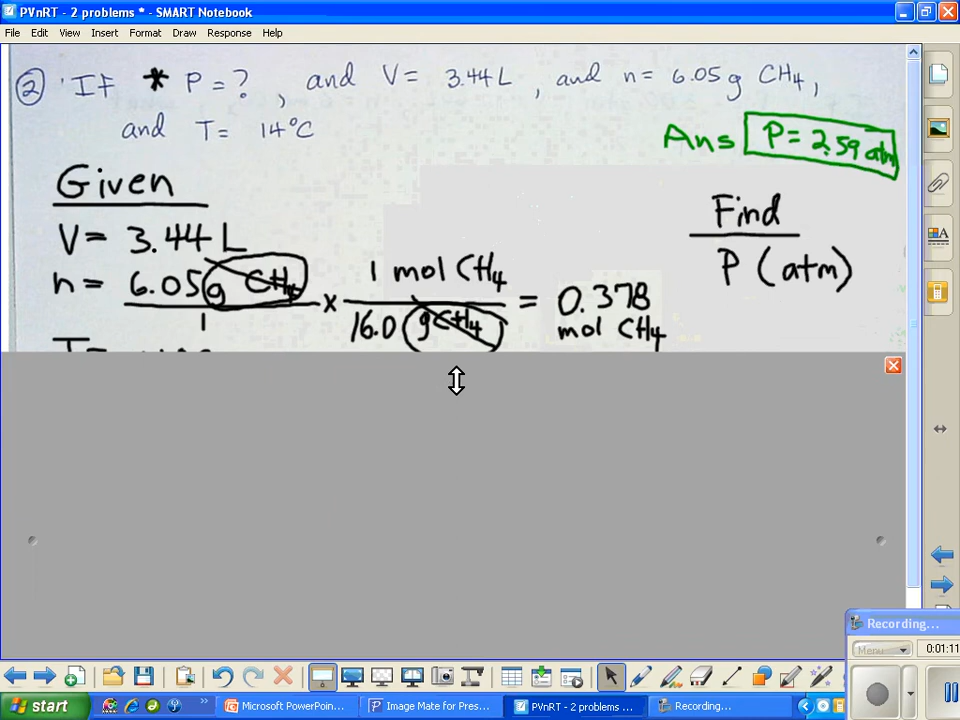 PVnRT - 2 problems * - SMART Notebook
File Edit View Insert Format Draw Response Help
② If * P = ? , and V = 3.44 L , and n = 6.05 g CH4 ,
and T = 14°C
Ans P = 2.59 atm
Given
Find
V = 3.44 L
P (atm)
n = 6.05 g CH4 / 1 x 1 mol CH4 / 16.0 g CH4 = 0.378 mol CH4
T =
Recording...
Menu 0:01:11
start Microsoft PowerPoin... Image Mate for Pres... PVnRT - 2 problems ... Recording...